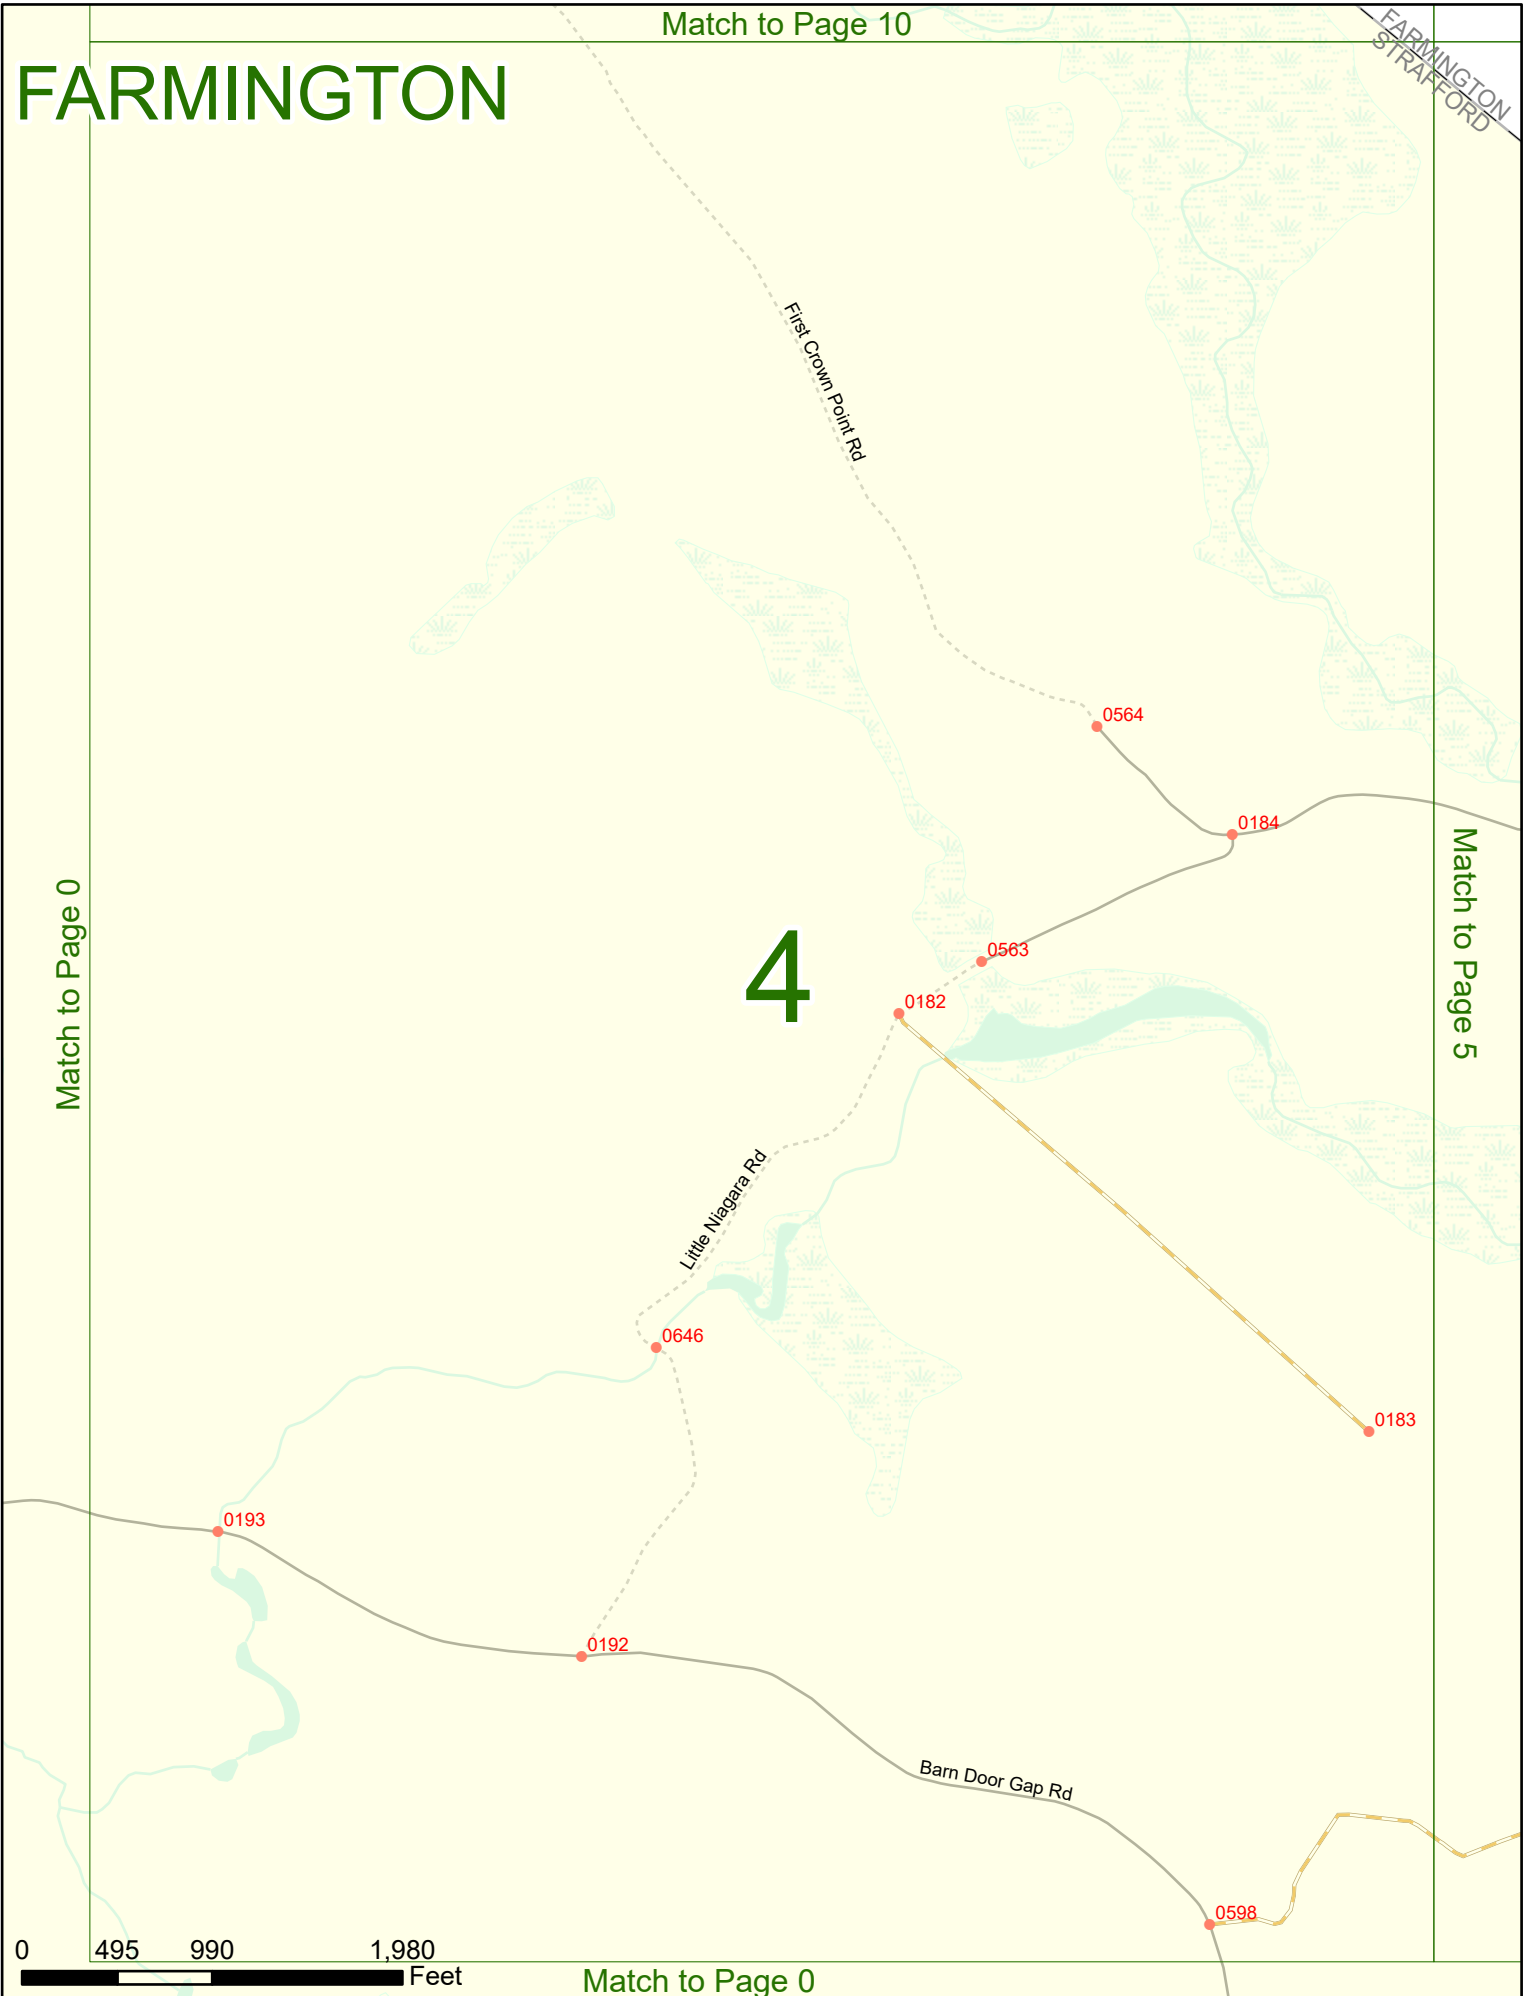 Match to Page 10
FARMINGTON
FARMINGTON
STRAFFORD
First Crown Point Rd
0564
0184
Match to Page 0
Match to Page 5
4
0563
0182
Little Niagara Rd
0646
0183
0193
0192
Barn Door Gap Rd
0598
0 495 990 1,980
Feet
Match to Page 0